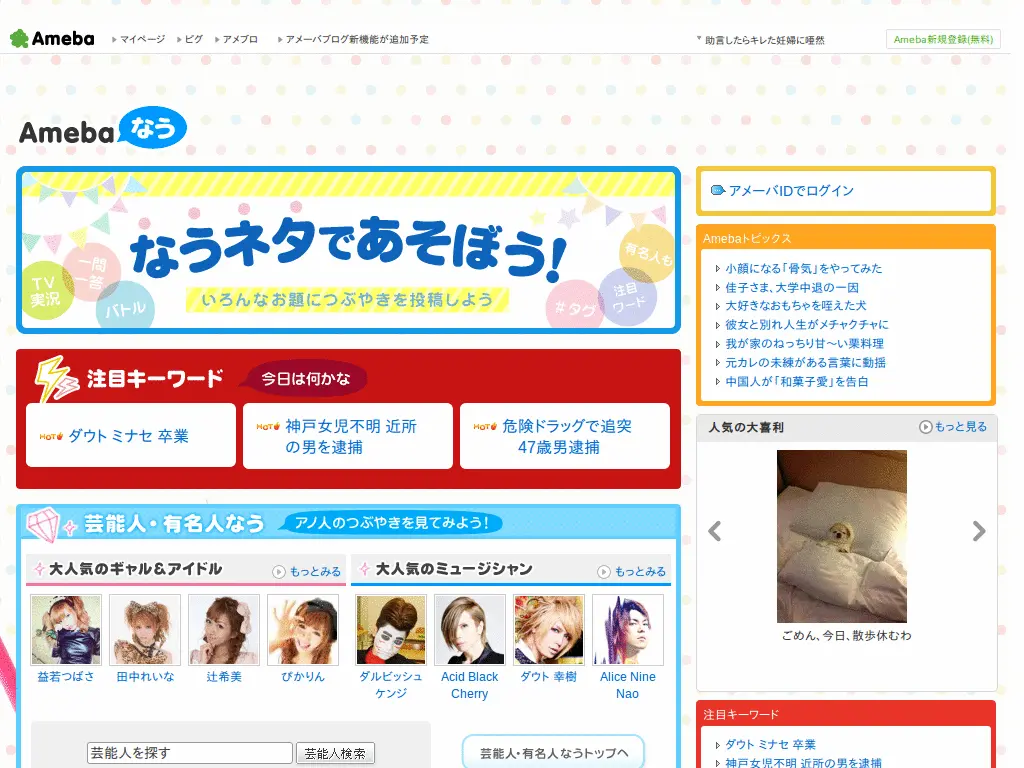 Ameba
マイページ
ピグ
アメブロ
アメーバブログ新機能が追加予定
助言したらキレた妊婦に唖然
Ameba新規登録(無料)
Amebaなう
なうネタであそぼう!
いろんなお題につぶやきを投稿しよう
TV
実況
一問
一答
バトル
#タグ
注目
ワード
有名人も
アメーバIDでログイン
Amebaトピックス
小顔になる「骨気」をやってみた
佳子さま、大学中退の一因
大好きなおもちゃを咥えた犬
彼女と別れ人生がメチャクチャに
我が家のねっちり甘〜い栗料理
元カレの未練がある言葉に動揺
中国人が「和菓子愛」を告白
注目キーワード
今日は何かな
HOT
ダウト ミナセ 卒業
HOT
神戸女児不明 近所
の男を逮捕
HOT
危険ドラッグで追突
47歳男逮捕
人気の大喜利
もっと見る
ごめん、今日、散歩休むわ
芸能人・有名人なう
アノ人のつぶやきを見てみよう!
大人気のギャル&アイドル
もっとみる
大人気のミュージシャン
もっとみる
益若つばさ
田中れいな
辻希美
ぴかりん
ダルビッシュ
ケンジ
Acid Black
Cherry
ダウト 幸樹
Alice Nine
Nao
芸能人を探す
芸能人検索
芸能人・有名人なうトップへ
注目キーワード
ダウト ミナセ 卒業
神戸女児不明 近所の男を逮捕